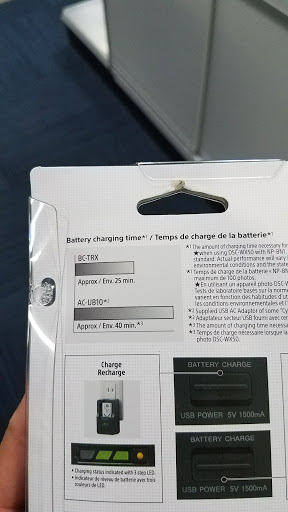 Battery charging time*¹ / Temps de charge de la batterie*¹
BC-TRX
Approx / Env. 25 min.
AC-UB10*²
Approx / Env. 40 min.*³
*¹ The amount of charging time necessary for
★when using DSC-WX50 with NP-BN1
standard. Actual performance will vary
environmental conditions and the state
*¹ Temps de charge de la batterie « NP-BN
maximum de 100 photos.
★En utilisant un appareil photo DSC-W
Tests de laboratoire basés sur la norme
varient en fonction des habitudes d'ut
les conditions environnementales et l'
*² Supplied USB AC Adaptor of some "Cy
*² Adaptateur secteur USB fourni avec cer
*³ The amount of charging time necessary
*³ Temps de charge nécessaire lorsque la
photo DSC-WX50.
Charge
Recharge
• Charging status indicated with 3 step LED.
• Indicateur de niveau de batterie avec trois
couleurs de LED.
BATTERY CHARGE
USB POWER 5V 1500mA
BATTERY CHARGE
USB POWER 5V 1500mA